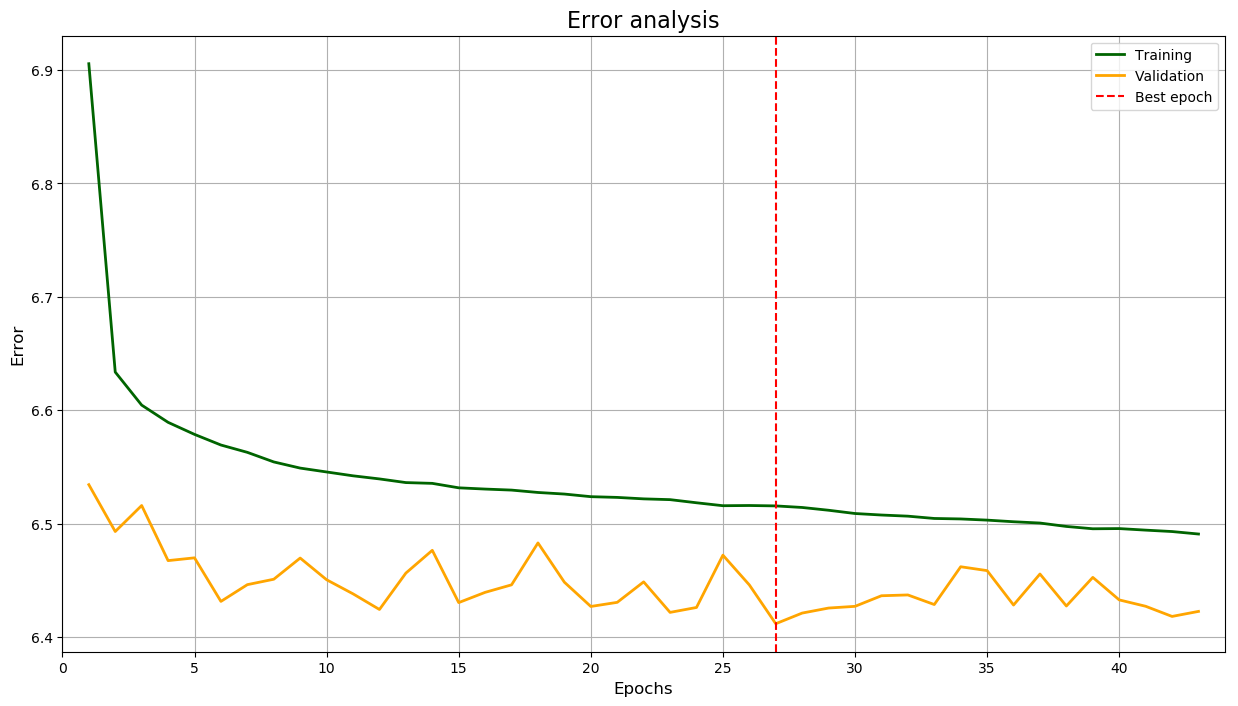 Error analysis
Training
Validation
Best epoch
Error
6.9
6.8
6.7
6.6
6.5
6.4
0 5 10 15 20 25 30 35 40
Epochs